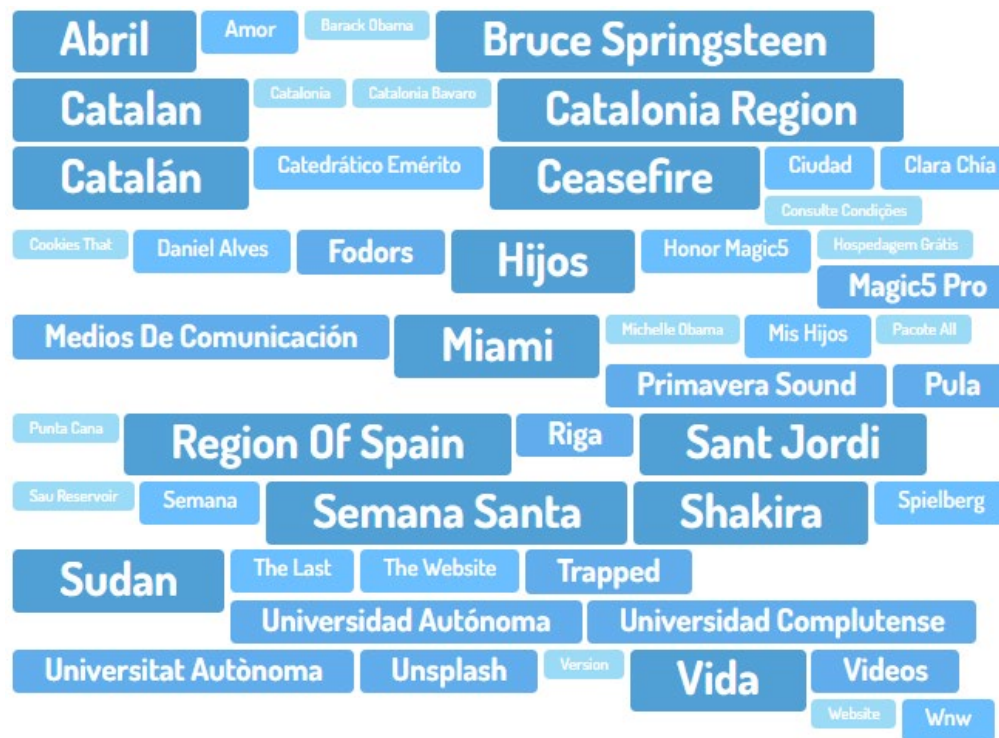 Abril Amor Barack Obama Bruce Springsteen
Catalan Catalonia Catalonia Bavaro Catalonia Region
Catalán Catedrático Emérito Ceasefire Ciudad Clara Chía
Consulte Condições
Cookies That Daniel Alves Fodors Hijos Honor Magic5 Hospedagem Grátis
Magic5 Pro
Medios De Comunicación Miami Michelle Obama Mis Hijos Pacote All
Primavera Sound Pula
Punta Cana Region Of Spain Riga Sant Jordi
Sau Reservoir Semana Semana Santa Shakira Spielberg
Sudan The Last The Website Trapped
Universidad Autónoma Universidad Complutense
Universitat Autònoma Unsplash Version Vida Videos
Website Wnw